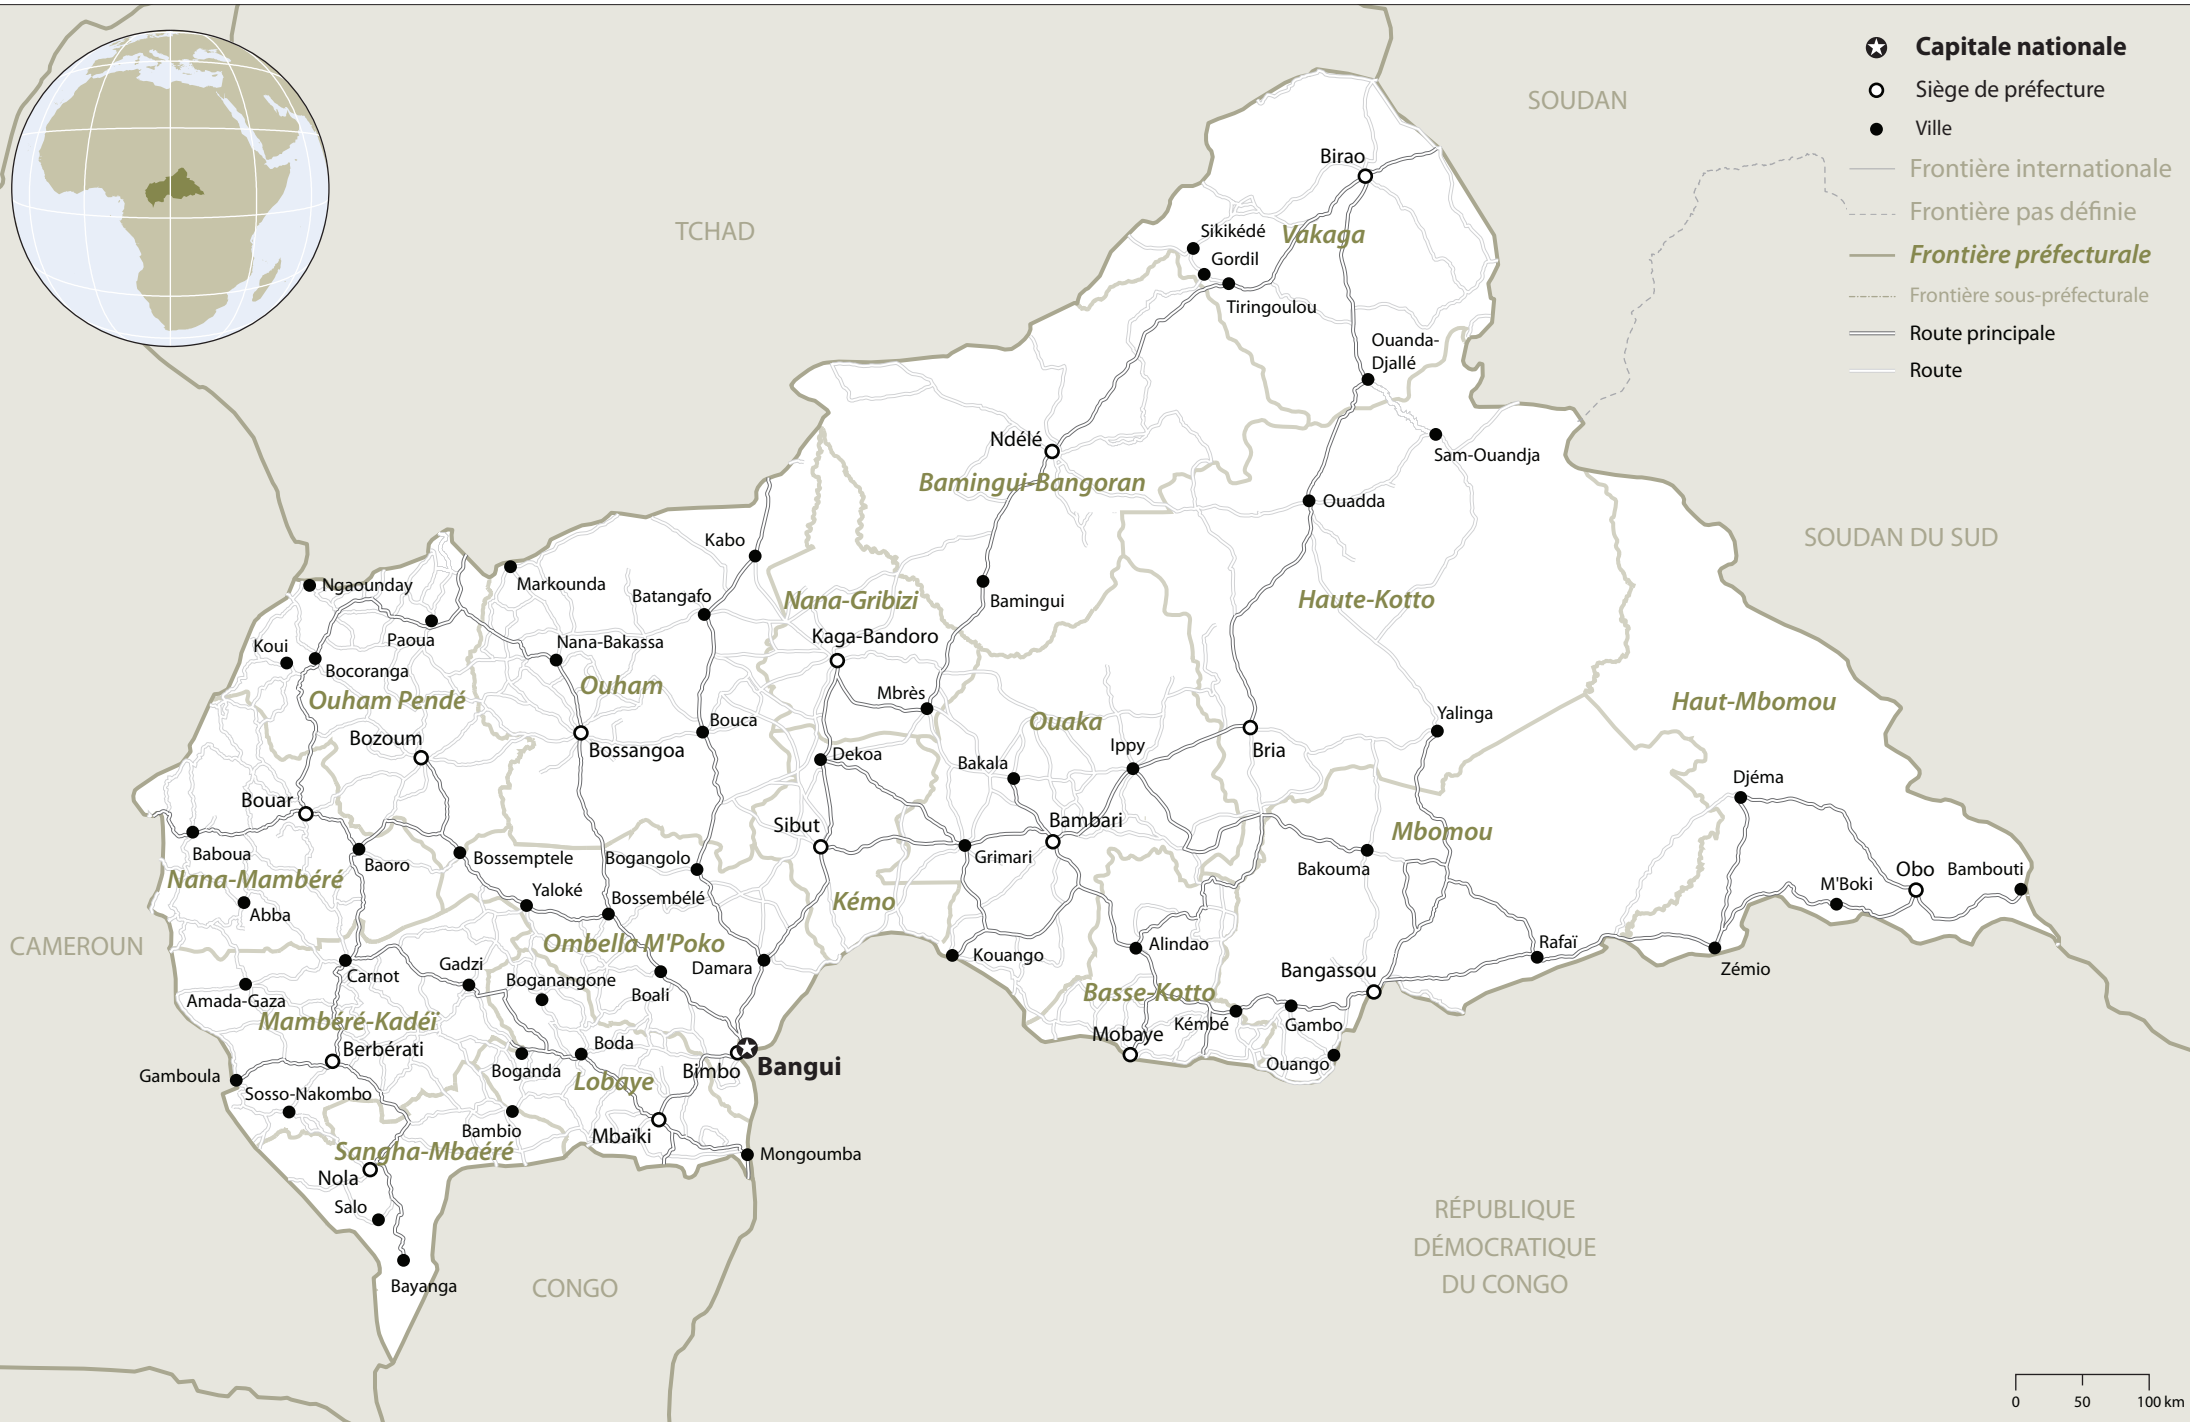 Capitale nationale
Siège de préfecture
Ville
Frontière internationale
Frontière pas définie
Frontière préfecturale
Frontière sous-préfecturale
Route principale
Route
SOUDAN
TCHAD
SOUDAN DU SUD
CAMEROUN
CONGO
RÉPUBLIQUE
DÉMOCRATIQUE
DU CONGO
Birao
Sikikédé
Vakaga
Gordil
Tiringoulou
Ouanda-
Djallé
Ndélé
Sam-Ouandja
Bamingui-Bangoran
Ouadda
Kabo
Ngaounday
Markounda
Batangafo
Nana-Gribizi
Bamingui
Haute-Kotto
Paoua
Nana-Bakassa
Kaga-Bandoro
Koui
Bocoranga
Ouham
Mbrès
Ouham Pendé
Haut-Mbomou
Bouca
Ouaka
Yalinga
Bozoum
Bossangoa
Dekoa
Ippy
Bria
Bakala
Djéma
Bouar
Sibut
Bambari
Mbomou
Baboua
Baoro
Bossemptele
Bogangolo
Grimari
Bakouma
Nana-Mambéré
Yaloké
Bossembélé
Kémo
M'Boki
Obo
Bambouti
Abba
Ombella M'Poko
Alindao
Rafaï
Carnot
Gadzi
Damara
Kouango
Bangassou
Zémio
Boganangone
Boali
Amada-Gaza
Basse-Kotto
Mambéré-Kadéï
Kémbé
Gambo
Mobaye
Berbérati
Boda
Bangui
Bimbo
Ouango
Gamboula
Boganda
Lobaye
Sosso-Nakombo
Bambio
Mbaïki
Sangha-Mbaéré
Mongoumba
Nola
Salo
Bayanga
0 50 100 km